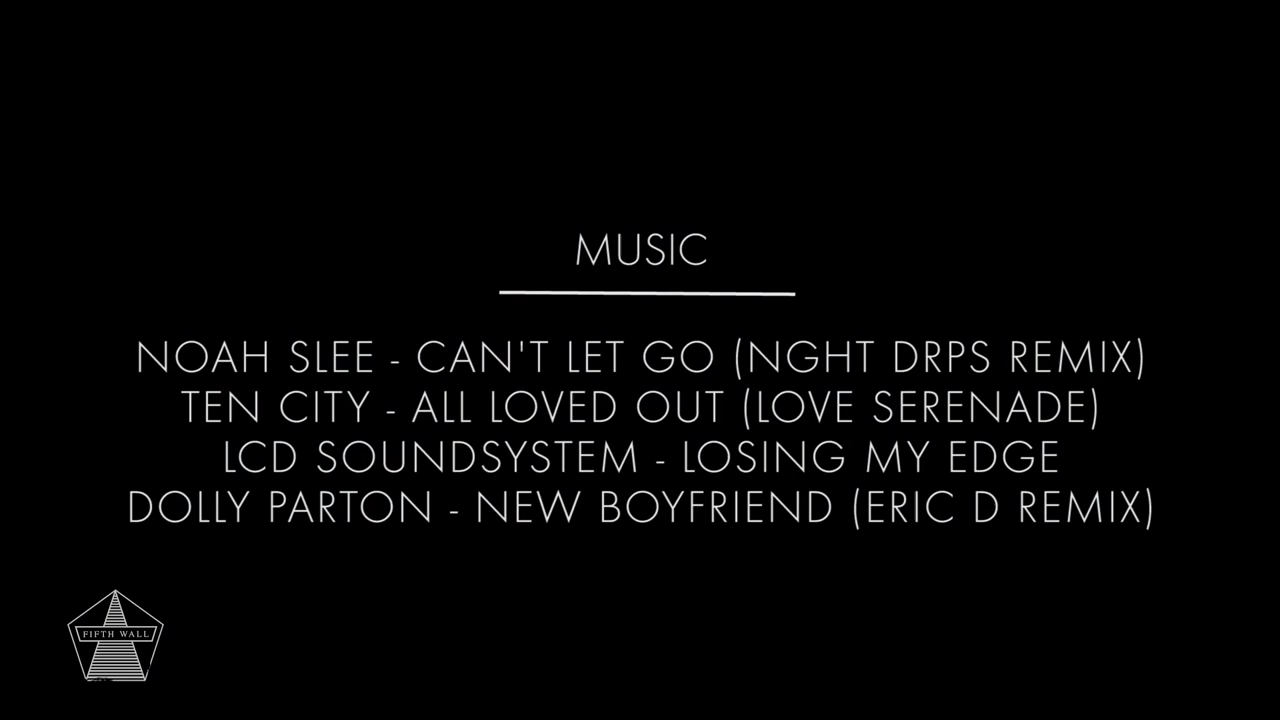 MUSIC
NOAH SLEE - CAN'T LET GO (NGHT DRPS REMIX)
TEN CITY - ALL LOVED OUT (LOVE SERENADE)
LCD SOUNDSYSTEM - LOSING MY EDGE
DOLLY PARTON - NEW BOYFRIEND (ERIC D REMIX)
FIFTH WALL